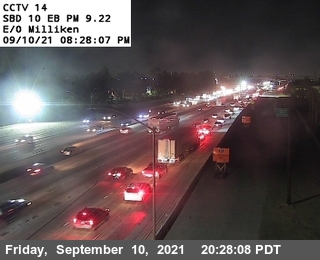 CCTV 14
SBD 10 EB PM 9.22
E/O Milliken
09/10/21 08:28:07 PM
Friday, September 10, 2021 20:28:08 PDT